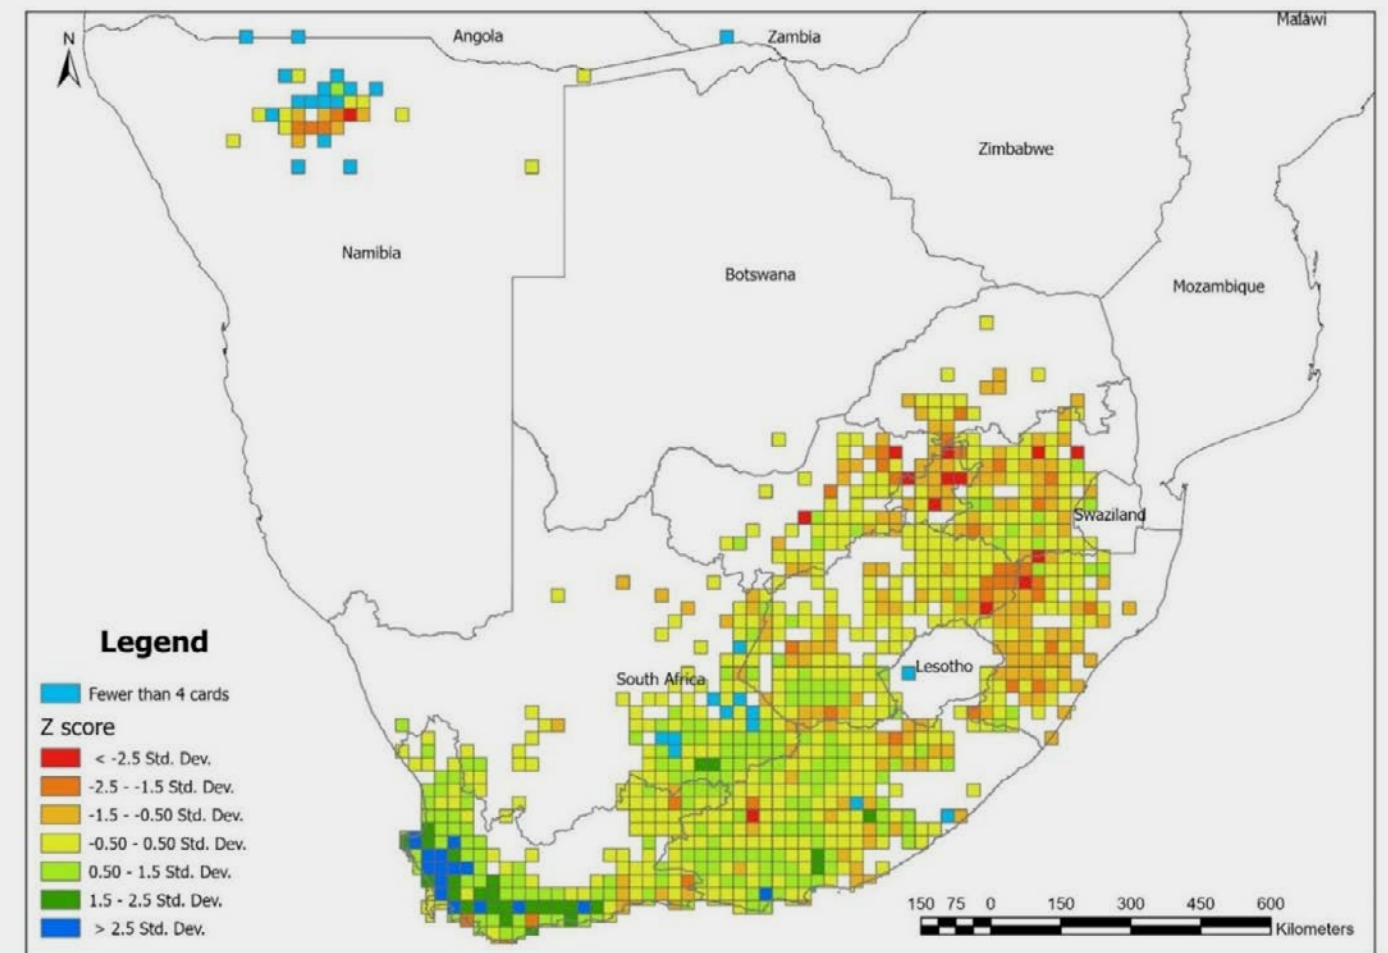 Malawi
N
Angola
Zambia
Zimbabwe
Namibia
Botswana
Mozambique
Swaziland
Lesotho
South Africa
Legend
Fewer than 4 cards
Z score
< -2.5 Std. Dev.
-2.5 - -1.5 Std. Dev.
-1.5 - -0.50 Std. Dev.
-0.50 - 0.50 Std. Dev.
0.50 - 1.5 Std. Dev.
1.5 - 2.5 Std. Dev.
> 2.5 Std. Dev.
150 75 0 150 300 450 600
Kilometers